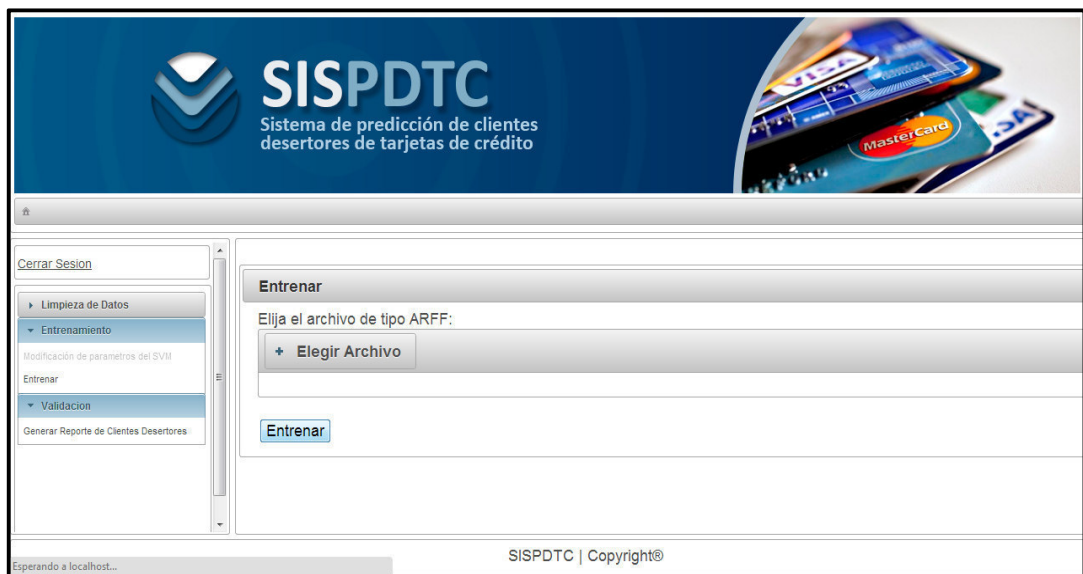 SISPDTC
Sistema de predicción de clientes
desertores de tarjetas de crédito
VISA
MasterCard
Cerrar Sesion
Limpieza de Datos
Entrenamiento
Modificación de parametros del SVM
Entrenar
Validacion
Generar Reporte de Clientes Desertores
Entrenar
Elija el archivo de tipo ARFF:
+ Elegir Archivo
Entrenar
SISPDTC | Copyright®
Esperando a localhost...